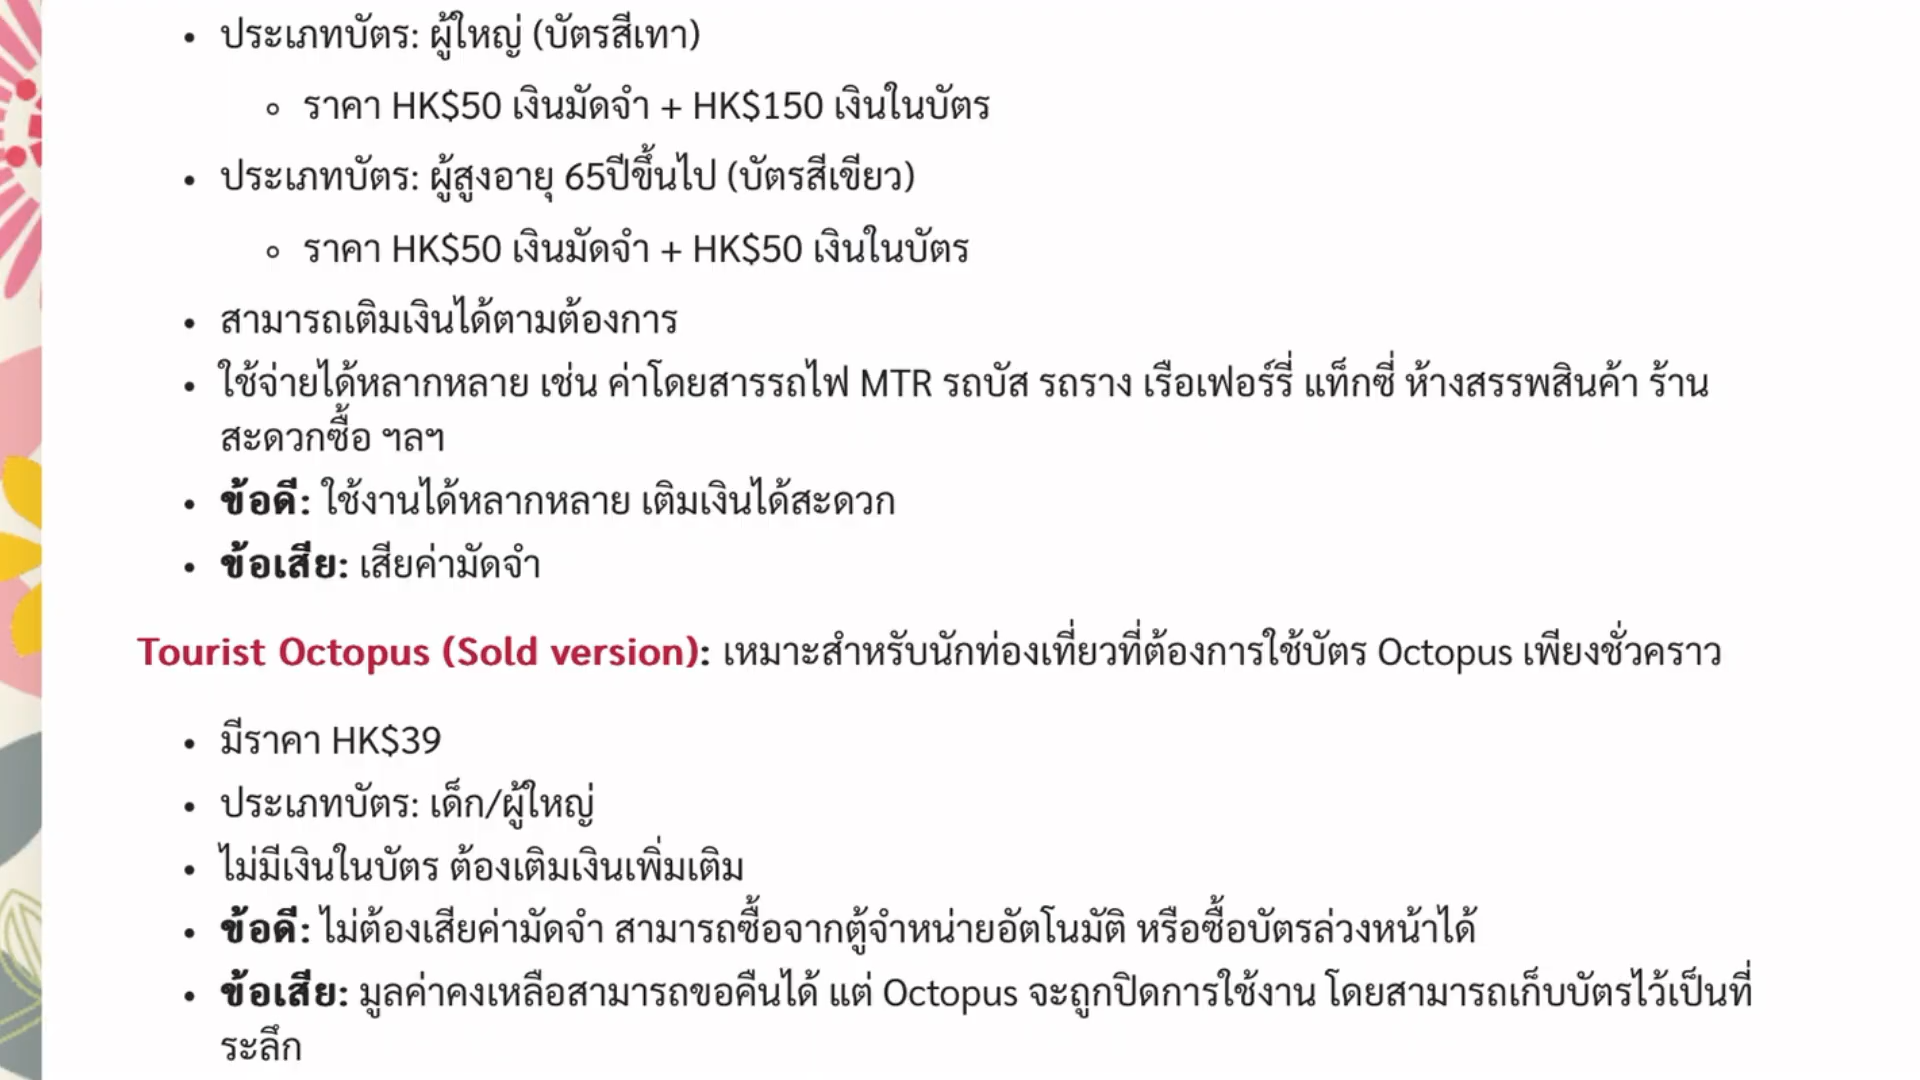 • ประเภทบัตร: ผู้ใหญ่ (บัตรสีเทา)
◦ ราคา HK$50 เงินมัดจำ + HK$150 เงินในบัตร
• ประเภทบัตร: ผู้สูงอายุ 65ปีขึ้นไป (บัตรสีเขียว)
◦ ราคา HK$50 เงินมัดจำ + HK$50 เงินในบัตร
• สามารถเติมเงินได้ตามต้องการ
• ใช้จ่ายได้หลากหลาย เช่น ค่าโดยสารรถไฟ MTR รถบัส รถราง เรือเฟอร์รี่ แท็กซี่ ห้างสรรพสินค้า ร้าน
สะดวกซื้อ ฯลฯ
• ข้อดี: ใช้งานได้หลากหลาย เติมเงินได้สะดวก
• ข้อเสีย: เสียค่ามัดจำ
Tourist Octopus (Sold version): เหมาะสำหรับนักท่องเที่ยวที่ต้องการใช้บัตร Octopus เพียงชั่วคราว
• มีราคา HK$39
• ประเภทบัตร: เด็ก/ผู้ใหญ่
• ไม่มีเงินในบัตร ต้องเติมเงินเพิ่มเติม
• ข้อดี: ไม่ต้องเสียค่ามัดจำ สามารถซื้อจากตู้จำหน่ายอัตโนมัติ หรือซื้อบัตรล่วงหน้าได้
• ข้อเสีย: มูลค่าคงเหลือสามารถขอคืนได้ แต่ Octopus จะถูกปิดการใช้งาน โดยสามารถเก็บบัตรไว้เป็นที่
ระลึก